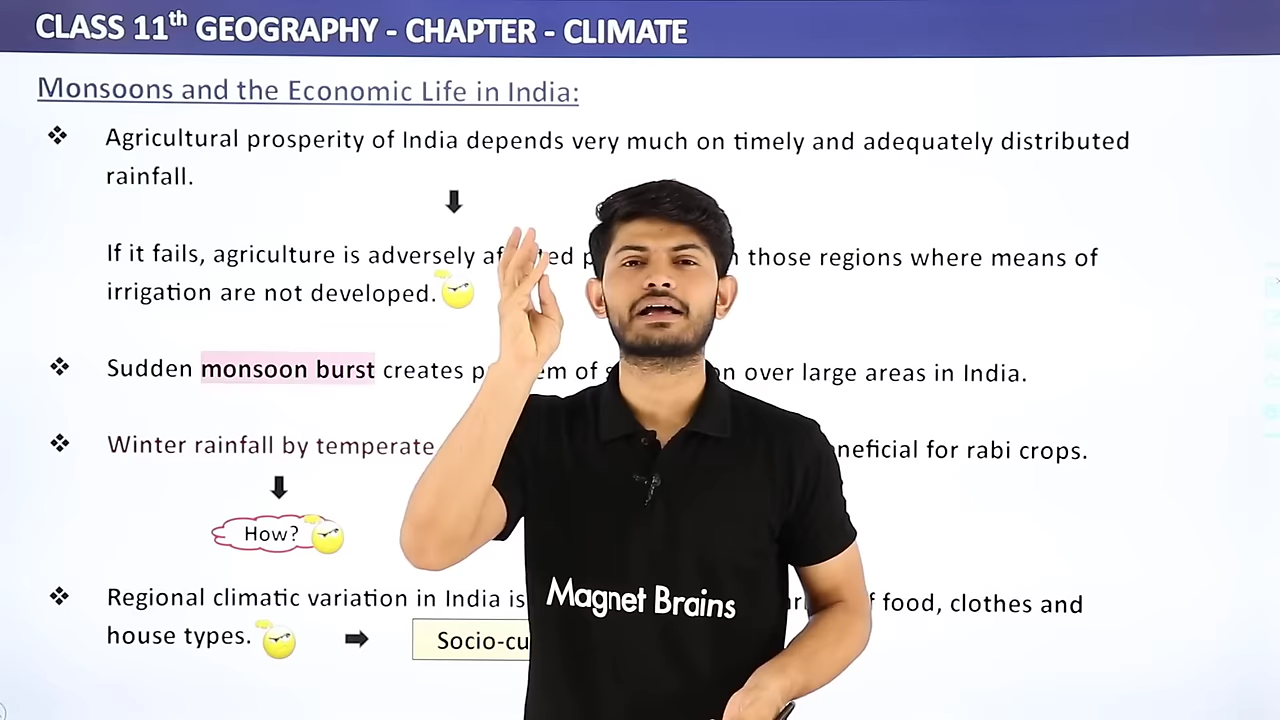 CLASS 11th GEOGRAPHY - CHAPTER - CLIMATE
Monsoons and the Economic Life in India:
Agricultural prosperity of India depends very much on timely and adequately distributed
rainfall.
If it fails, agriculture is adversely those regions where means of
irrigation are not developed.
Sudden monsoon burst creates of over large areas in India.
Winter rainfall by temperate for rabi crops.
How?
Regional climatic variation in India is food, clothes and
house types.
Magnet Brains